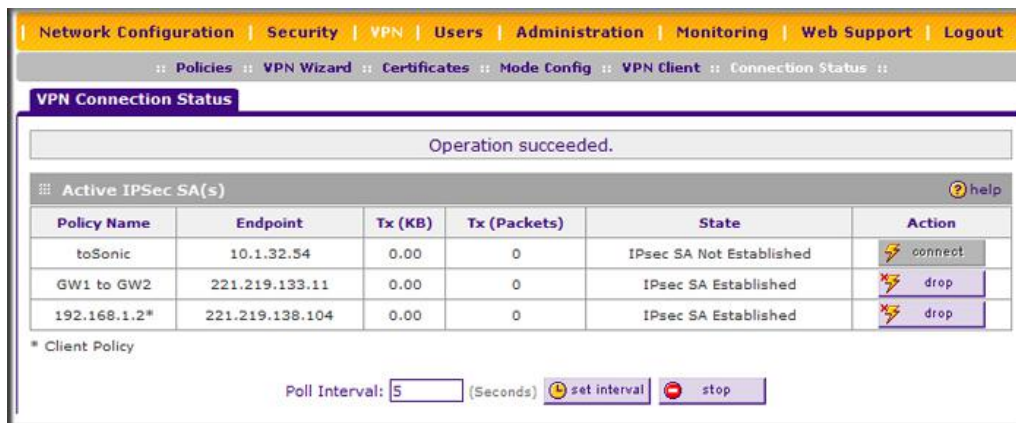 Network Configuration | Security | VPN | Users | Administration | Monitoring | Web Support | Logout
:: Policies :: VPN Wizard :: Certificates :: Mode Config :: VPN Client :: Connection Status ::
VPN Connection Status
Operation succeeded.
Active IPSec SA(s) help
Policy Name Endpoint Tx (KB) Tx (Packets) State Action
toSonic 10.1.32.54 0.00 0 IPsec SA Not Established connect
GW1 to GW2 221.219.133.11 0.00 0 IPsec SA Established drop
192.168.1.2* 221.219.138.104 0.00 0 IPsec SA Established drop
* Client Policy
Poll Interval: 5 (Seconds) set interval stop